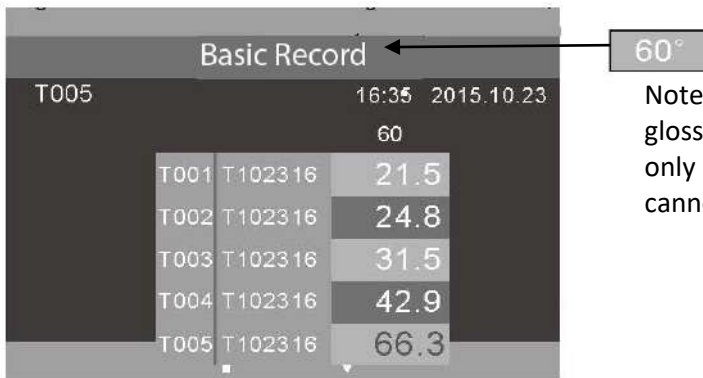 Basic Record
60°
T005 16:35 2015.10.23
60
T001 T102316 21.5
T002 T102316 24.8
T003 T102316 31.5
T004 T102316 42.9
T005 T102316 66.3
Note
gloss
only